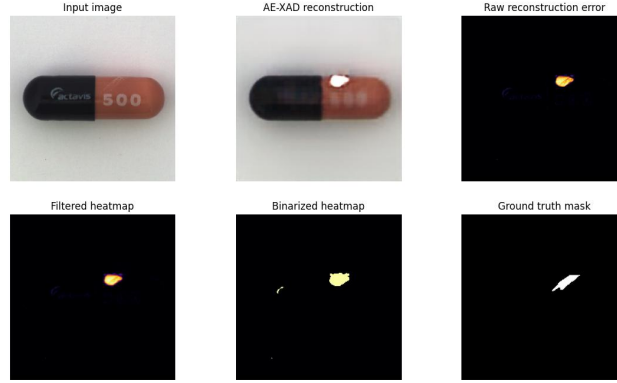 Input image
AE-XAD reconstruction
Raw reconstruction error
actavis
500
Filtered heatmap
Binarized heatmap
Ground truth mask